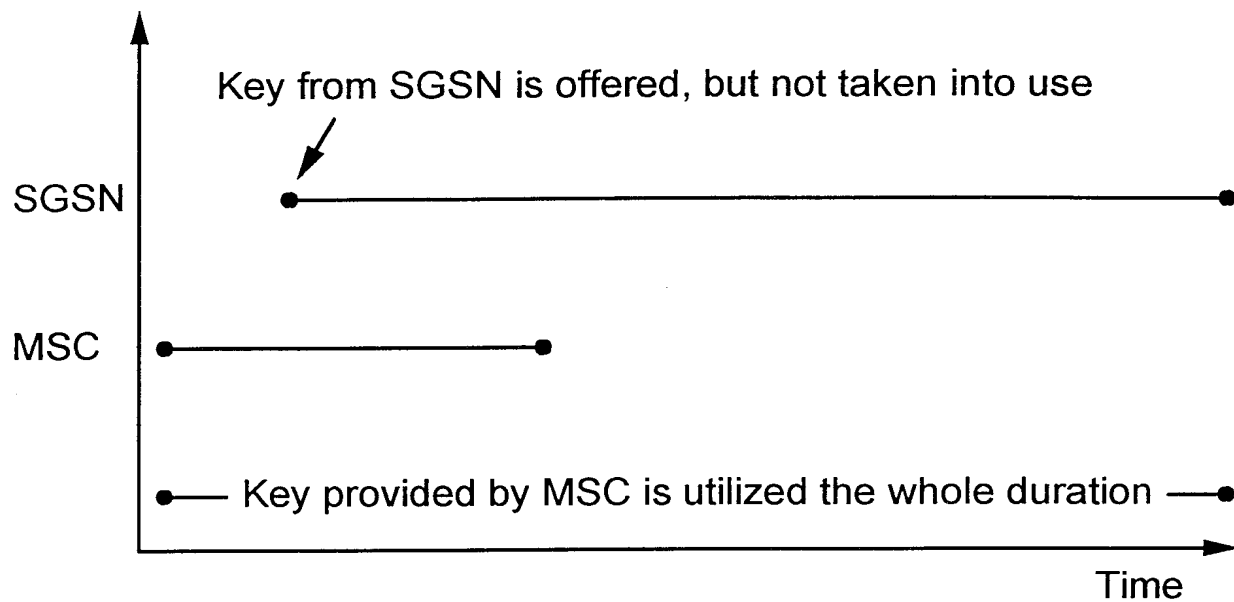 Key from SGSN is offered, but not taken into use
SGSN
MSC
Key provided by MSC is utilized the whole duration
Time